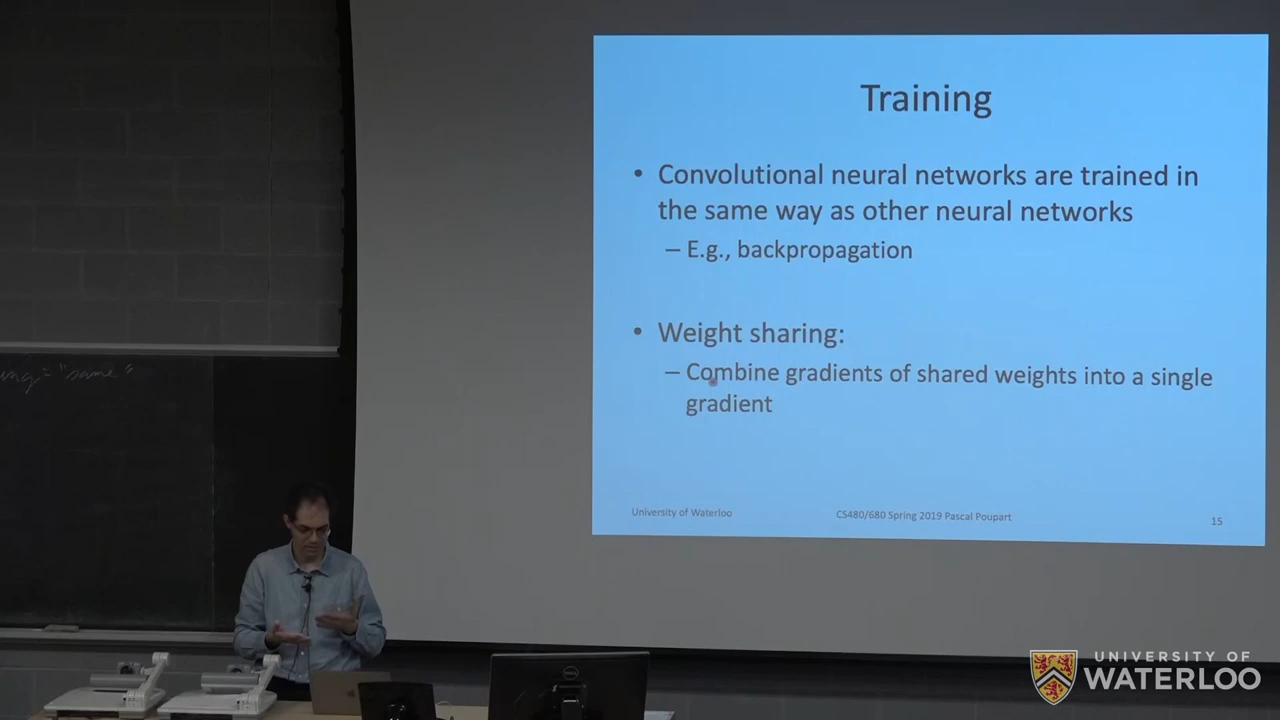 Training
• Convolutional neural networks are trained in
the same way as other neural networks
– E.g., backpropagation
• Weight sharing:
– Combine gradients of shared weights into a single
gradient
University of Waterloo
CS480/680 Spring 2019 Pascal Poupart
15
= "same"
UNIVERSITY OF
WATERLOO